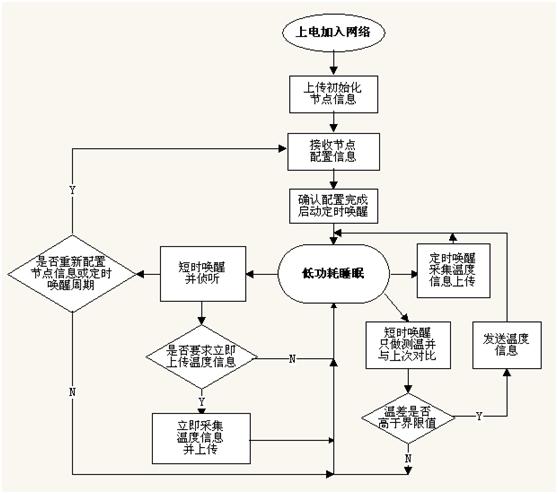 上电加入网络
上传初始化
节点信息
接收节点
配置信息
确认配置完成
启动定时唤醒
Y
是否重新配置
节点信息或定时
唤醒周期
短时唤醒
并侦听
低功耗睡眠
定时唤醒
采集温度
信息上传
短时唤醒
只做测温并
与上次对比
发送温度
信息
是否要求立即
上传温度信息
N
Y
N
立即采集
温度信息
并上传
温差是否
高于界限值
Y
N